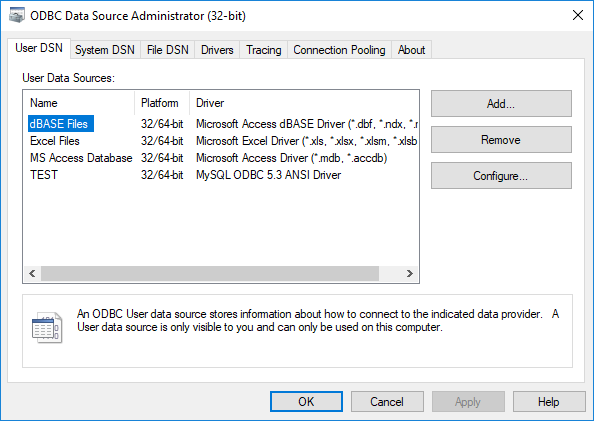 ODBC Data Source Administrator (32-bit)
User DSN System DSN File DSN Drivers Tracing Connection Pooling About
User Data Sources:
Name Platform Driver
dBASE Files 32/64-bit Microsoft Access dBASE Driver (*.dbf, *.ndx, *.r
Excel Files 32/64-bit Microsoft Excel Driver (*.xls, *.xlsx, *.xlsm, *.xlsb
MS Access Database 32/64-bit Microsoft Access Driver (*.mdb, *.accdb)
TEST 32/64-bit MySQL ODBC 5.3 ANSI Driver
Add...
Remove
Configure...
An ODBC User data source stores information about how to connect to the indicated data provider. A
User data source is only visible to you and can only be used on this computer.
OK Cancel Apply Help